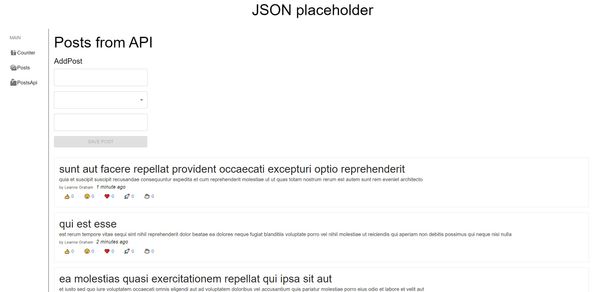 JSON placeholder
MAIN
Counter
Posts
PostsApi
Posts from API
AddPost
SAVE POST
sunt aut facere repellat provident occaecati excepturi optio reprehenderit
quia et suscipit suscipit recusandae consequuntur expedita et cum reprehenderit molestiae ut ut quas totam nostrum rerum est autem sunt rem eveniet architecto
by Leanne Graham 1 minute ago
0 0 0 0 0
qui est esse
est rerum tempore vitae sequi sint nihil reprehenderit dolor beatae ea dolores neque fugiat blanditiis voluptate porro vel nihil molestiae ut reiciendis qui aperiam non debitis possimus qui neque nisi nulla
by Leanne Graham 2 minutes ago
0 0 0 0 0
ea molestias quasi exercitationem repellat qui ipsa sit aut
et iusto sed quo iure voluptatem occaecati omnis eligendi aut ad voluptatem doloribus vel accusantium quis pariatur molestiae porro eius odio et labore et velit aut